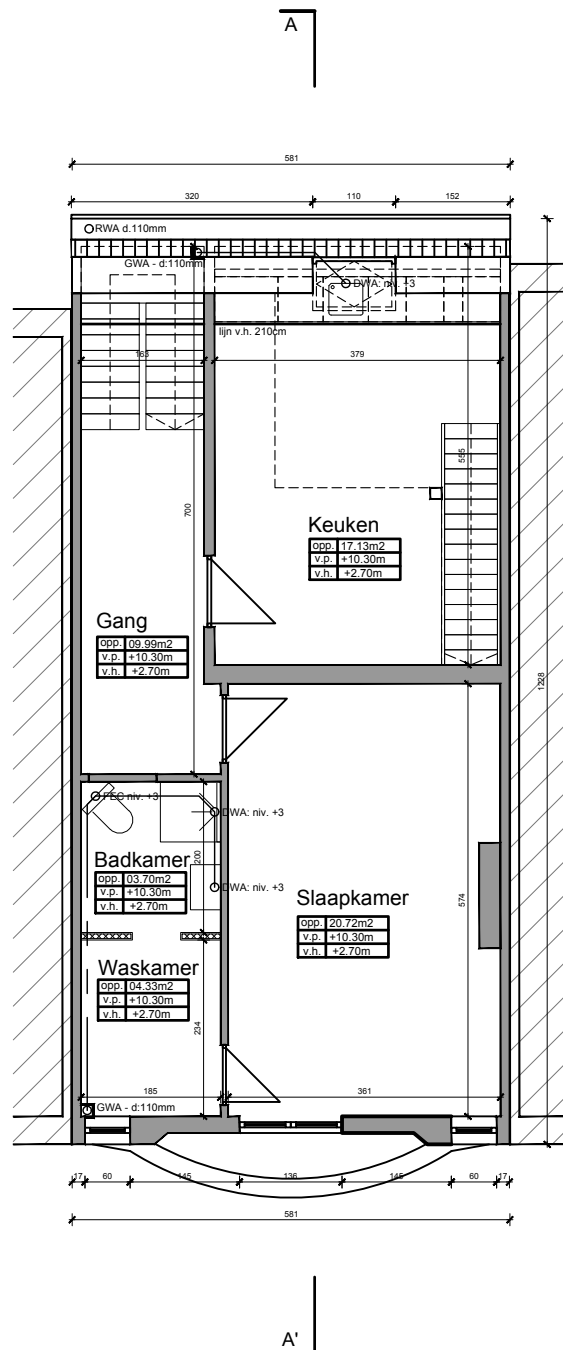 A
581
320
110
152
RWA d.110mm
GWA - d:110mm
DWA: niv. +3
lijn v.h. 210cm
163
379
555
700
Keuken
opp. 17.13m2
v.p. +10.30m
v.h. +2.70m
Gang
opp. 09.99m2
v.p. +10.30m
v.h. +2.70m
1228
FEC niv. +3
DWA: niv. +3
Badkamer
200
opp. 03.70m2
v.p. +10.30m
v.h. +2.70m
DWA: niv. +3
Slaapkamer
574
opp. 20.72m2
v.p. +10.30m
v.h. +2.70m
Waskamer
opp. 04.33m2
v.p. +10.30m
v.h. +2.70m
234
185
361
GWA - d:110mm
17
60
145
136
145
60
17
581
A'